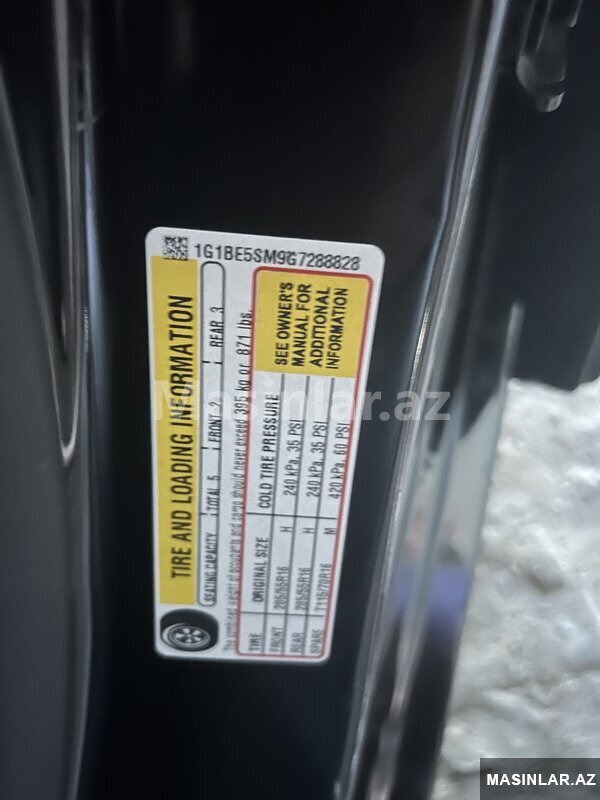 1G1BE5SM9G7288828
TIRE AND LOADING INFORMATION
SEATING CAPACITY | TOTAL 5 | FRONT 2 | REAR 3
The combined weight of occupants and cargo should never exceed 395 kg or 871 lbs.
TIRE ORIGINAL SIZE COLD TIRE PRESSURE
FRONT 205/55R16 H 240 kPa, 35 PSI
REAR 205/55R16 H 240 kPa, 35 PSI
SPARE T115/70R16 M 420 kPa, 60 PSI
SEE OWNER'S
MANUAL FOR
ADDITIONAL
INFORMATION
Masinlar.az
MASINLAR.AZ